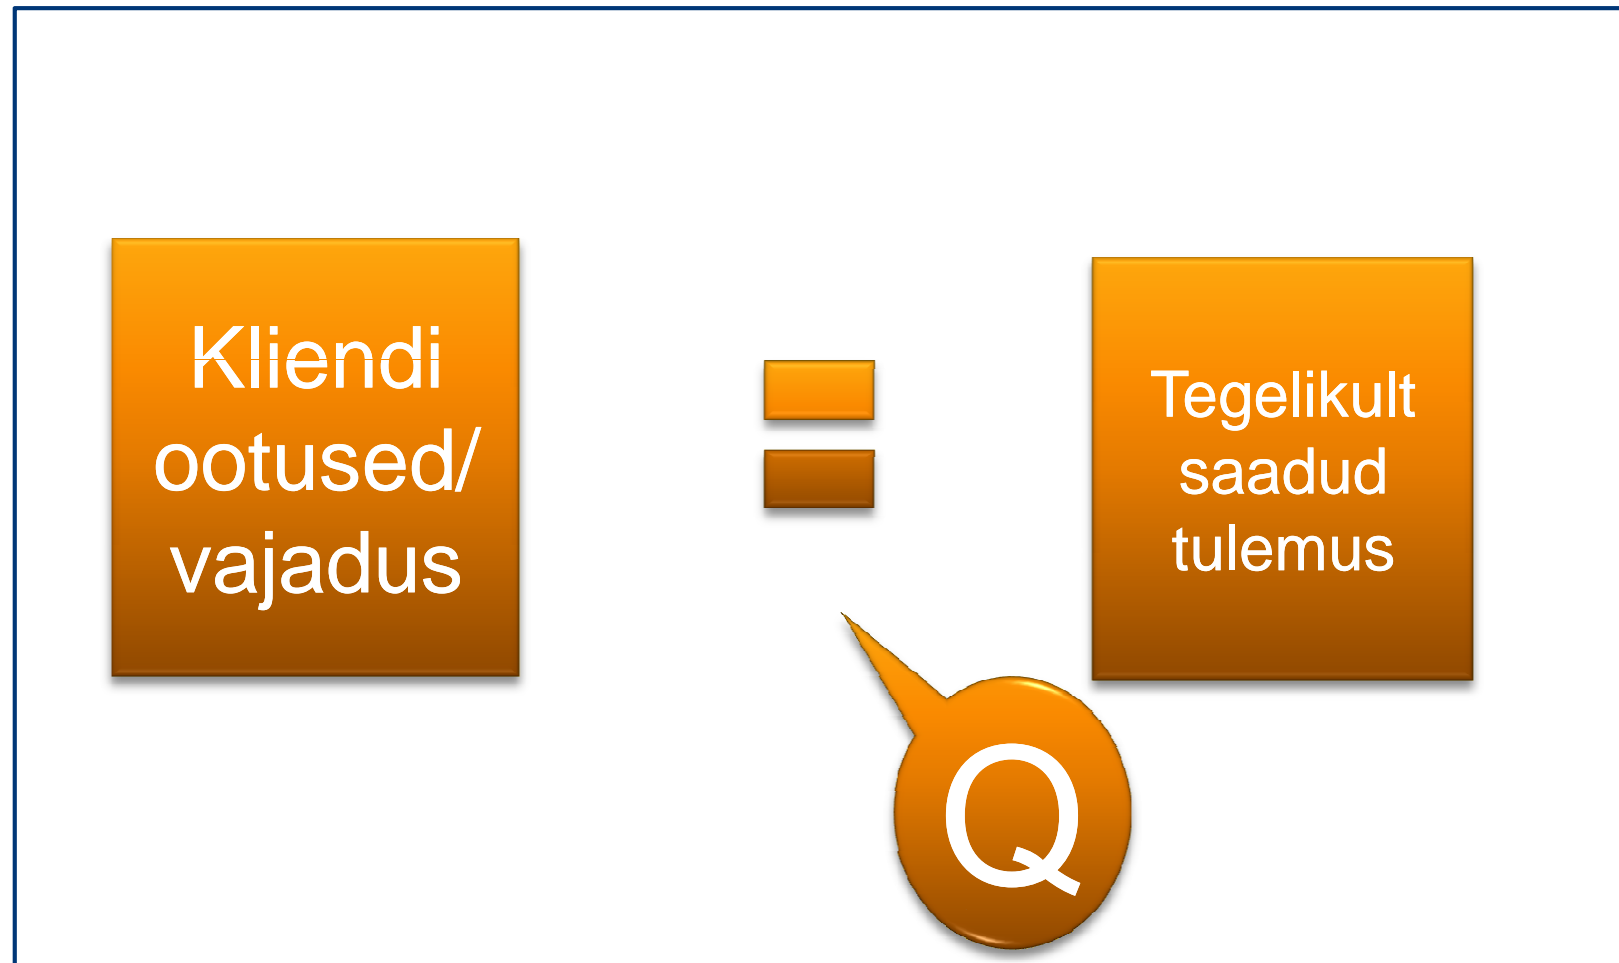 Kliendi
ootused/
vajadus
Tegelikult
saadud
tulemus
Q